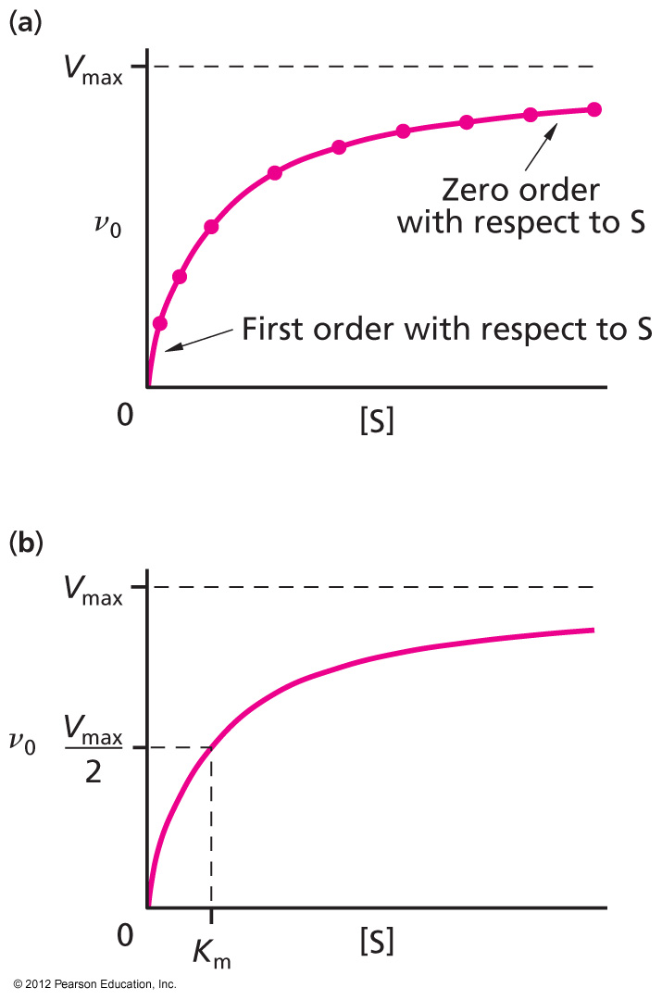 (a)
Vmax
ν0
Zero order
with respect to S
First order with respect to S
0
[S]
(b)
Vmax
ν0
Vmax
2
0
Km
[S]
© 2012 Pearson Education, Inc.